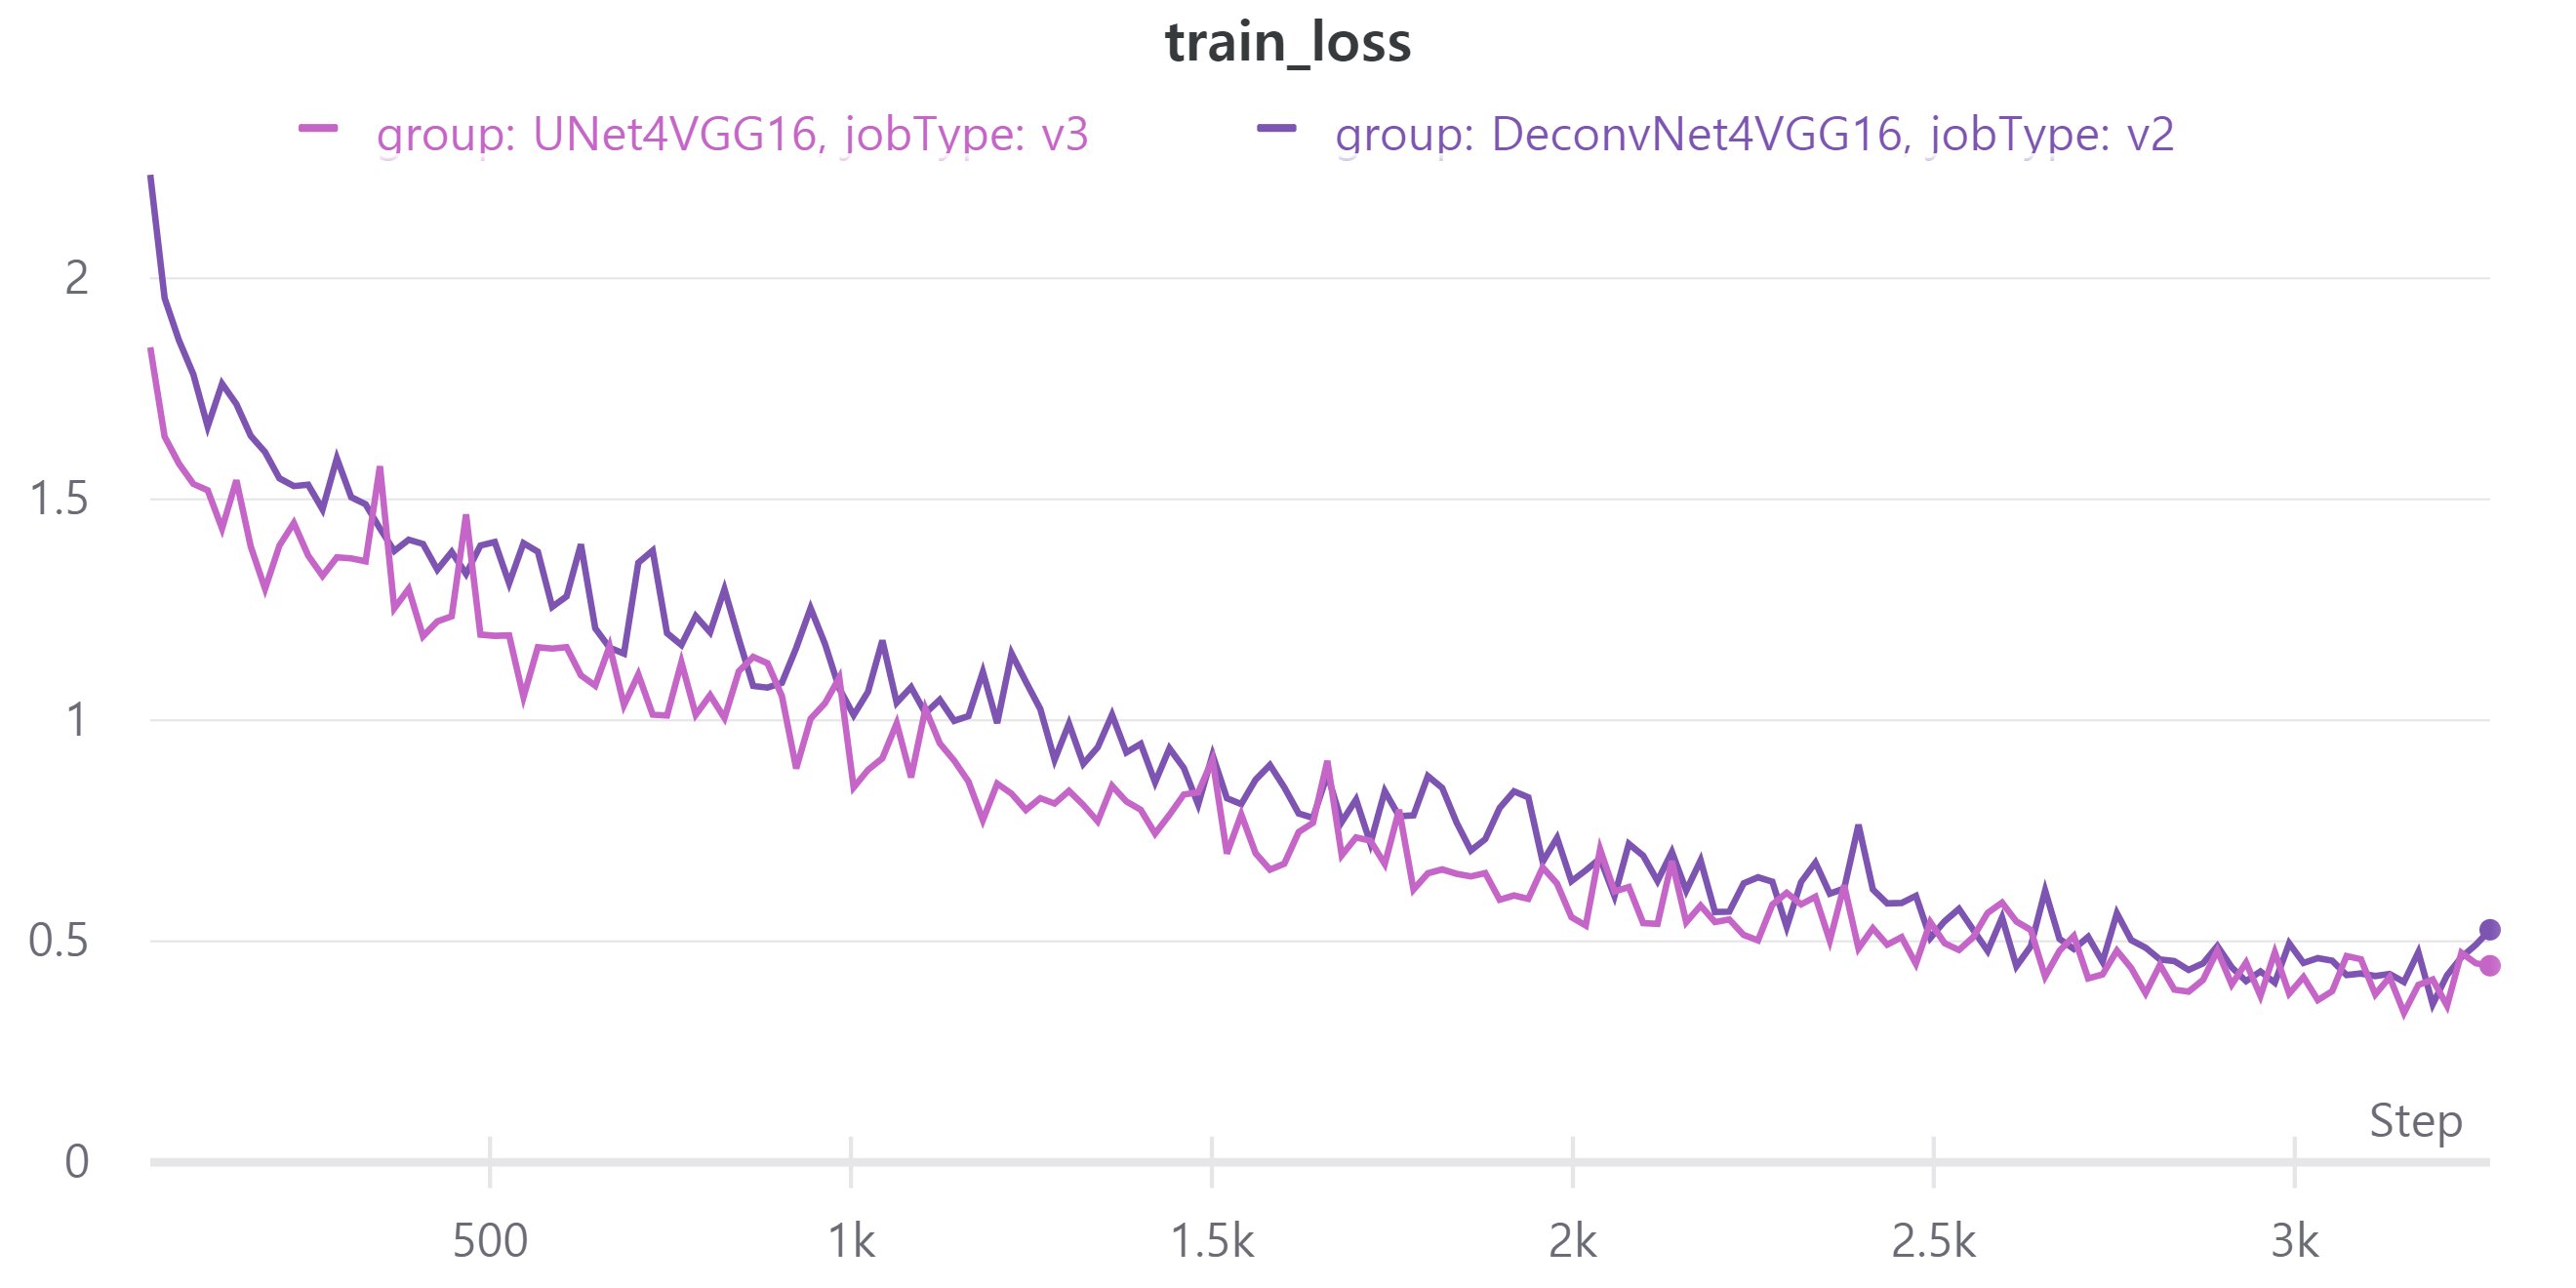 train_loss
group: UNet4VGG16, jobType: v3 group: DeconvNet4VGG16, jobType: v2
2
1.5
1
0.5
Step
0
500 1k 1.5k 2k 2.5k 3k